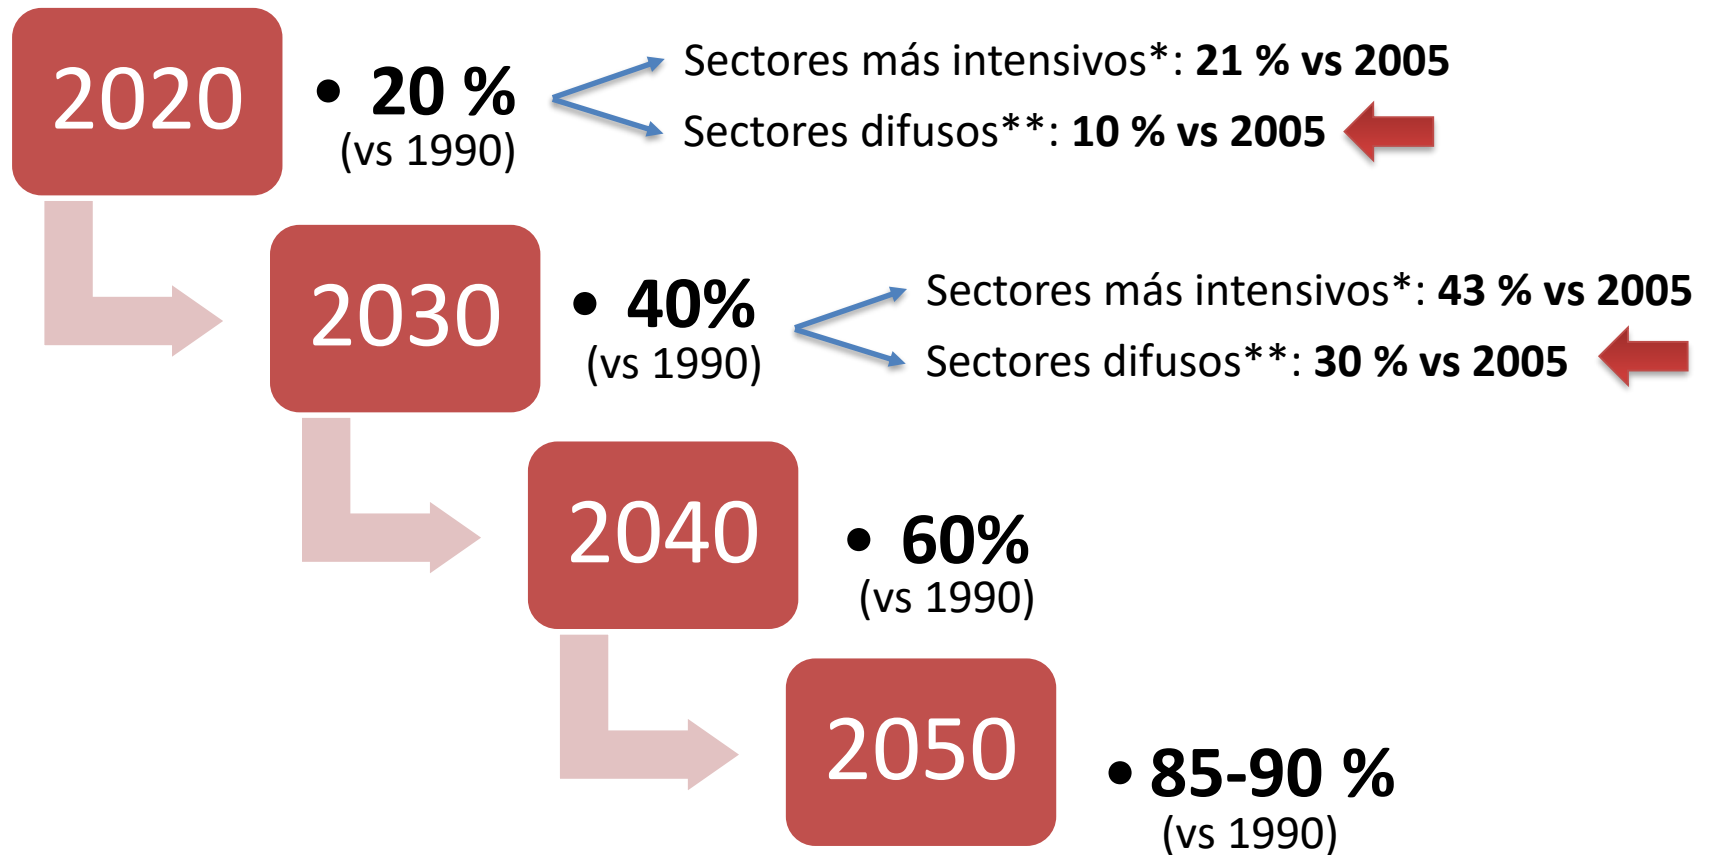 2020
• 20 %
(vs 1990)
Sectores más intensivos*: 21 % vs 2005
Sectores difusos**: 10 % vs 2005
2030
• 40%
(vs 1990)
Sectores más intensivos*: 43 % vs 2005
Sectores difusos**: 30 % vs 2005
2040
• 60%
(vs 1990)
2050
• 85-90 %
(vs 1990)